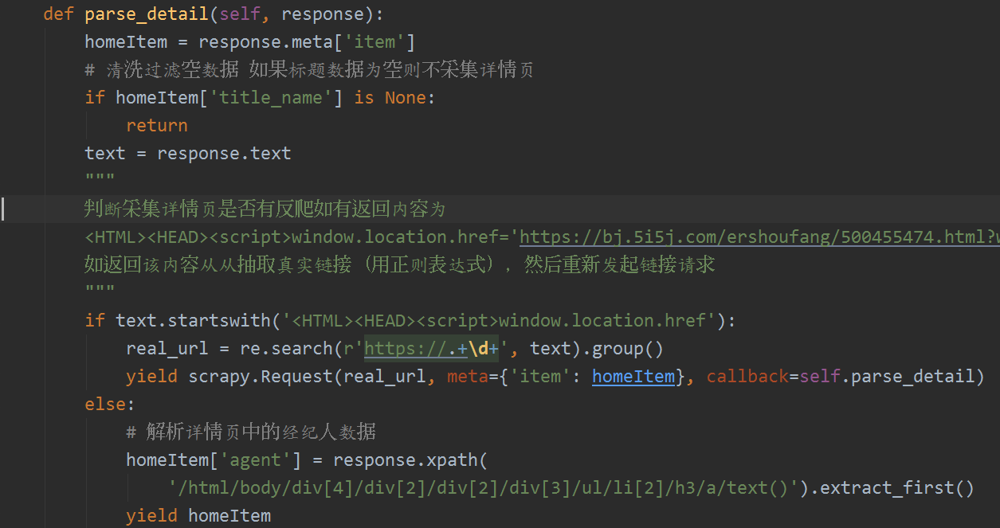 def parse_detail(self, response):
homeItem = response.meta['item']
# 清洗过滤空数据 如果标题数据为空则不采集详情页
if homeItem['title_name'] is None:
return
text = response.text
"""
判断采集详情页是否有反爬如有返回内容为
<HTML><HEAD><script>window.location.href='https://bj.5i5j.com/ershoufang/500455474.html?w
如返回该内容从从抽取真实链接（用正则表达式），然后重新发起链接请求
"""
if text.startswith('<HTML><HEAD><script>window.location.href'):
real_url = re.search(r'https://.+\d+', text).group()
yield scrapy.Request(real_url, meta={'item': homeItem}, callback=self.parse_detail)
else:
# 解析详情页中的经纪人数据
homeItem['agent'] = response.xpath(
'/html/body/div[4]/div[2]/div[2]/div[3]/ul/li[2]/h3/a/text()').extract_first()
yield homeItem